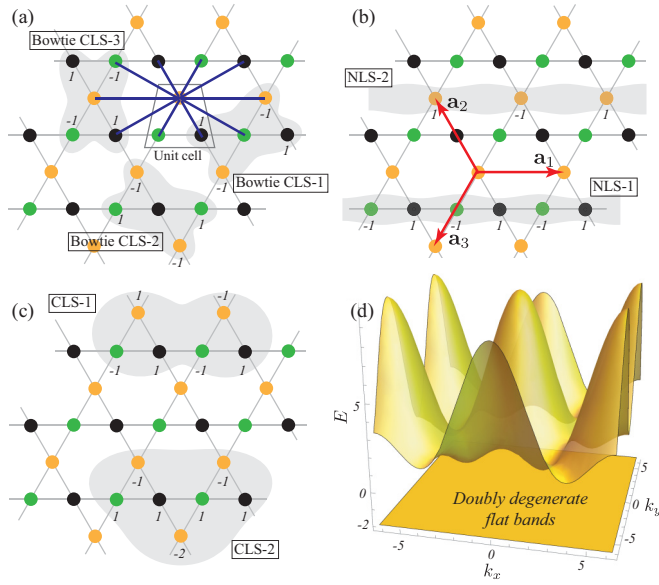 (a)
Bowtie CLS-3
1
-1
-1
-1
1
Unit cell
1
1
-1
-1
Bowtie CLS-1
Bowtie CLS-2
1
1
-1
(b)
NLS-2
1
-1
1
a₂
a₁
NLS-1
-1
1
-1
1
-1
1
a₃
(c)
CLS-1
1
1
-1
1
-1
1
-1
-1
1
1
1
1
-2
CLS-2
(d)
E
5
0
-2
Doubly degenerate
flat bands
-5
0
5
k_x
5
0
-5
k_y